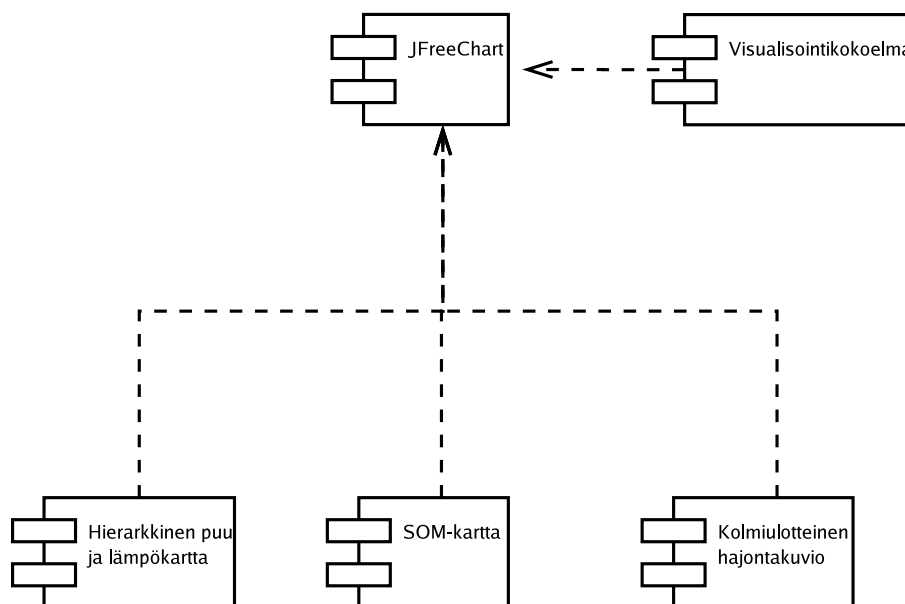 JFreeChart
Visualisointikokoelma
Hierarkkinen puu
ja lämpökartta
SOM-kartta
Kolmiulotteinen
hajontakuvio